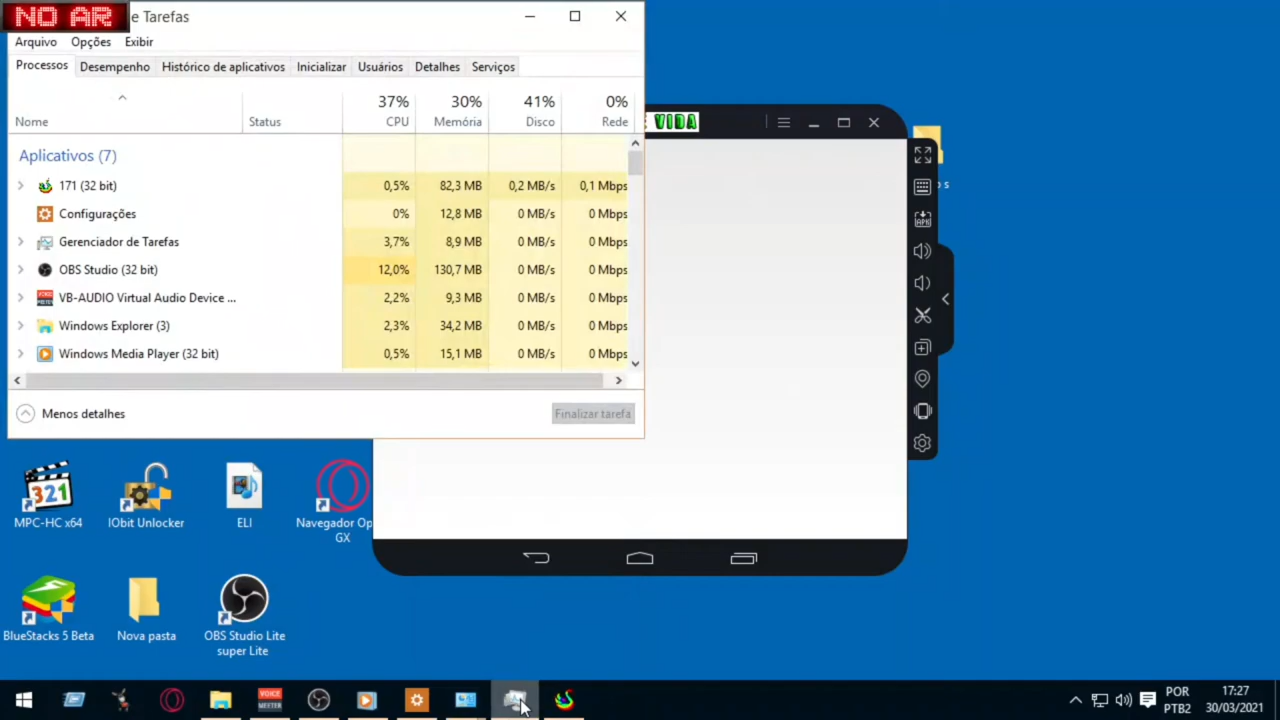 NO AR e Tarefas
Arquivo Opções Exibir
Processos Desempenho Histórico de aplicativos Inicializar Usuários Detalhes Serviços
37% 30% 41% 0%
Nome Status CPU Memória Disco Rede
Aplicativos (7)
171 (32 bit) 0,5% 82,3 MB 0,2 MB/s 0,1 Mbps
Configurações 0% 12,8 MB 0 MB/s 0 Mbps
Gerenciador de Tarefas 3,7% 8,9 MB 0 MB/s 0 Mbps
OBS Studio (32 bit) 12,0% 130,7 MB 0 MB/s 0 Mbps
VB-AUDIO Virtual Audio Device ... 2,2% 9,3 MB 0 MB/s 0 Mbps
Windows Explorer (3) 2,3% 34,2 MB 0 MB/s 0 Mbps
Windows Media Player (32 bit) 0,5% 15,1 MB 0 MB/s 0 Mbps
Menos detalhes Finalizar tarefa
VIDA
APK
s
321
MPC-HC x64 IObit Unlocker ELI Navegador Op
GX
BlueStacks 5 Beta Nova pasta OBS Studio Lite
super Lite
VOICE
MEETER
POR 17:27
PTB2 30/03/2021